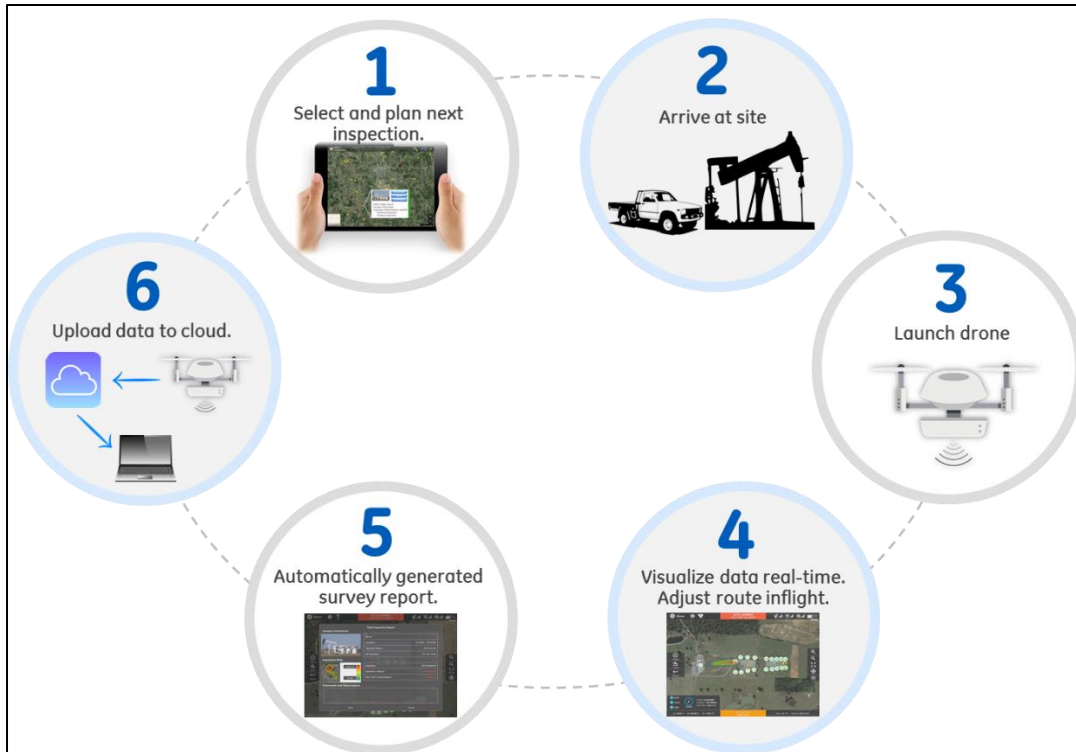 1
Select and plan next
inspection.
2
Arrive at site
3
Launch drone
4
Visualize data real-time.
Adjust route inflight.
5
Automatically generated
survey report.
6
Upload data to cloud.